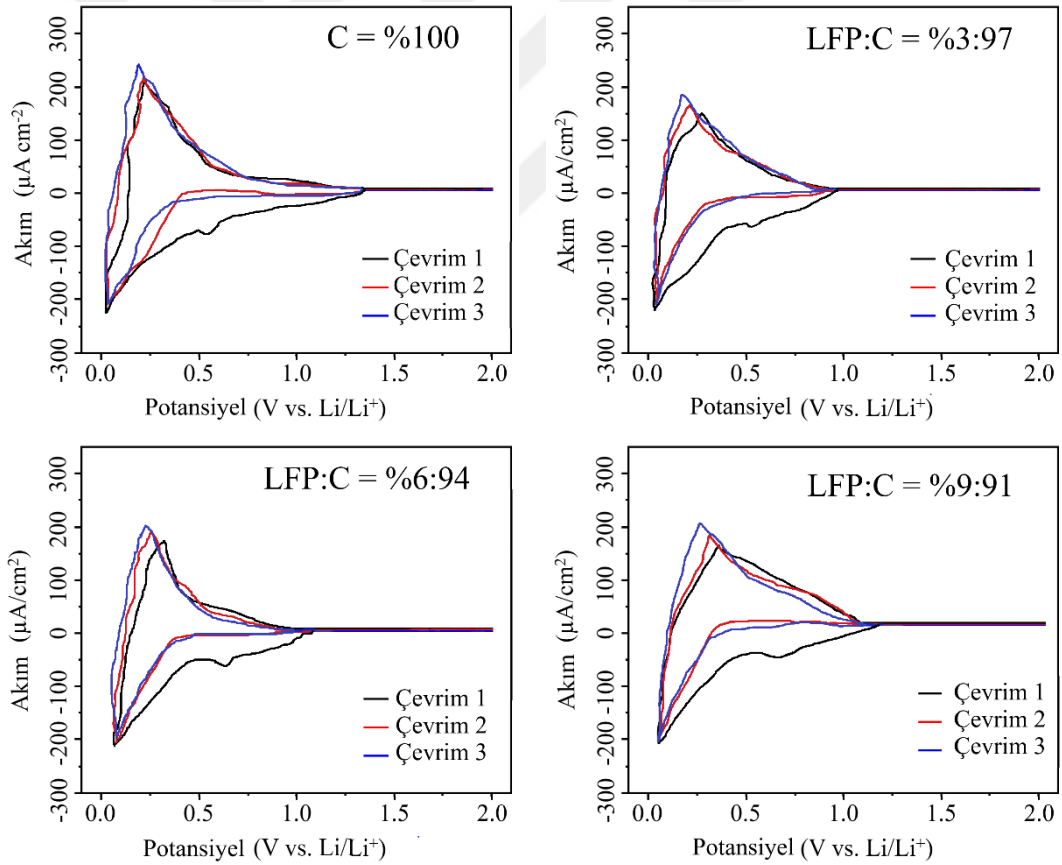 C = %100
300
200
100
0
-100
-200
-300
Akım (µA cm⁻²)
Çevrim 1
Çevrim 2
Çevrim 3
0.0 0.5 1.0 1.5 2.0
Potansiyel (V vs. Li/Li⁺)
LFP:C = %3:97
300
200
100
0
-100
-200
-300
Akım (µA/cm²)
Çevrim 1
Çevrim 2
Çevrim 3
0.0 0.5 1.0 1.5 2.0
Potansiyel (V vs. Li/Li⁺)
LFP:C = %6:94
300
200
100
0
-100
-200
-300
Akım (µA/cm²)
Çevrim 1
Çevrim 2
Çevrim 3
0.0 0.5 1.0 1.5 2.0
Potansiyel (V vs. Li/Li⁺)
LFP:C = %9:91
300
200
100
0
-100
-200
-300
Akım (µA/cm²)
Çevrim 1
Çevrim 2
Çevrim 3
0.0 0.5 1.0 1.5 2.0
Potansiyel (V vs. Li/Li⁺)